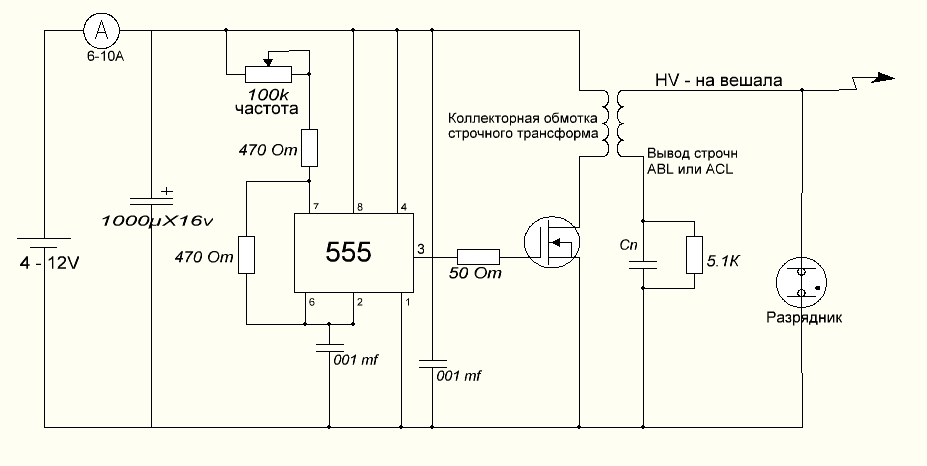 A
6-10A
100k
частота
HV - на вешала
Коллекторная обмотка
строчного трансформа
470 Om
Вывод строчн
ABL или ACL
+
1000µX16v
7
8
4
470 Om
555
3
50 Om
Сп
5.1К
4 - 12V
6
2
1
Разрядник
001 mf
001 mf